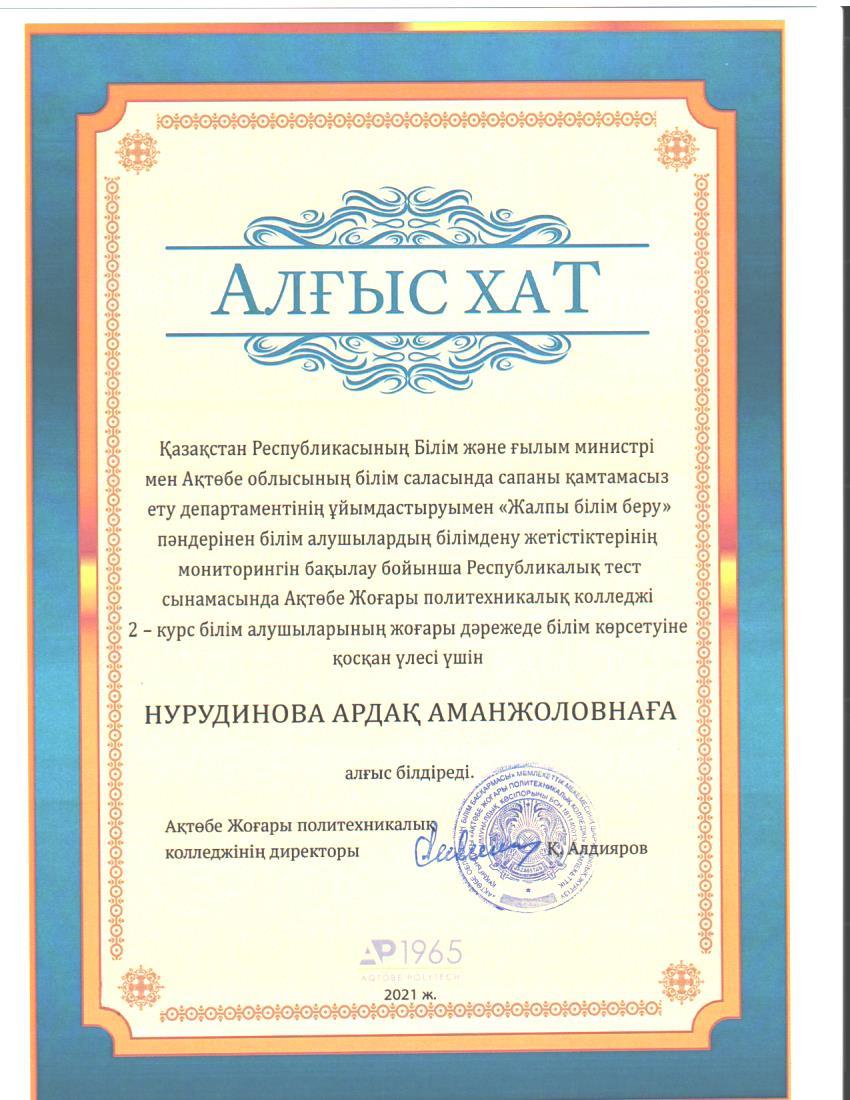 АЛҒЫС ХАТ
Қазақстан Республикасының Білім және ғылым министрі
мен Ақтөбе облысының білім саласында сапаны қамтамасыз
ету департаментінің ұйымдастыруымен «Жалпы білім беру»
пәндерінен білім алушылардың білімдену жетістіктерінің
мониторингін бақылау бойынша Республикалық тест
сынамасында Ақтөбе Жоғары политехникалық колледжі
2 – курс білім алушыларының жоғары дәрежеде білім көрсетуіне
қосқан үлесі үшін
НУРУДИНОВА АРДАҚ АМАНЖОЛОВНАҒА
алғыс білдіреді.
Ақтөбе Жоғары политехникалық
колледжінің директоры Қ. Алдияров
AP 1965
AQTOBE POLYTECH
2021 ж.